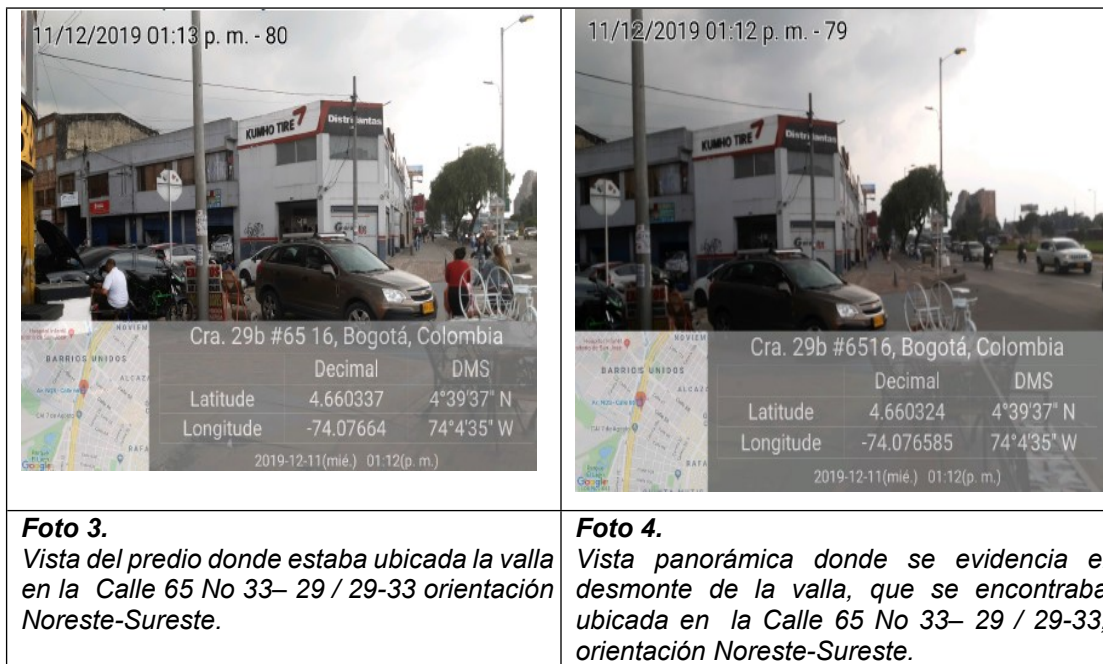 11/12/2019 01:13 p. m. - 80
KUMHO TIRE
Cra. 29b #65 16, Bogotá, Colombia
Decimal DMS
Latitude 4.660337 4°39'37" N
Longitude -74.07664 74°4'35" W
2019-12-11(mié.) 01:12(p. m.)
BARRIOS UNIDOS
Google
11/12/2019 01:12 p. m. - 79
KUMHO TIRE
Cra. 29b #6516, Bogotá, Colombia
Decimal DMS
Latitude 4.660324 4°39'37" N
Longitude -74.076585 74°4'35" W
2019-12-11(mié.) 01:12(p. m.)
BARRIOS UNIDOS
Google
Foto 3.
Vista del predio donde estaba ubicada la valla
en la Calle 65 No 33– 29 / 29-33 orientación
Noreste-Sureste.
Foto 4.
Vista panorámica donde se evidencia e
desmonte de la valla, que se encontraba
ubicada en la Calle 65 No 33– 29 / 29-33,
orientación Noreste-Sureste.